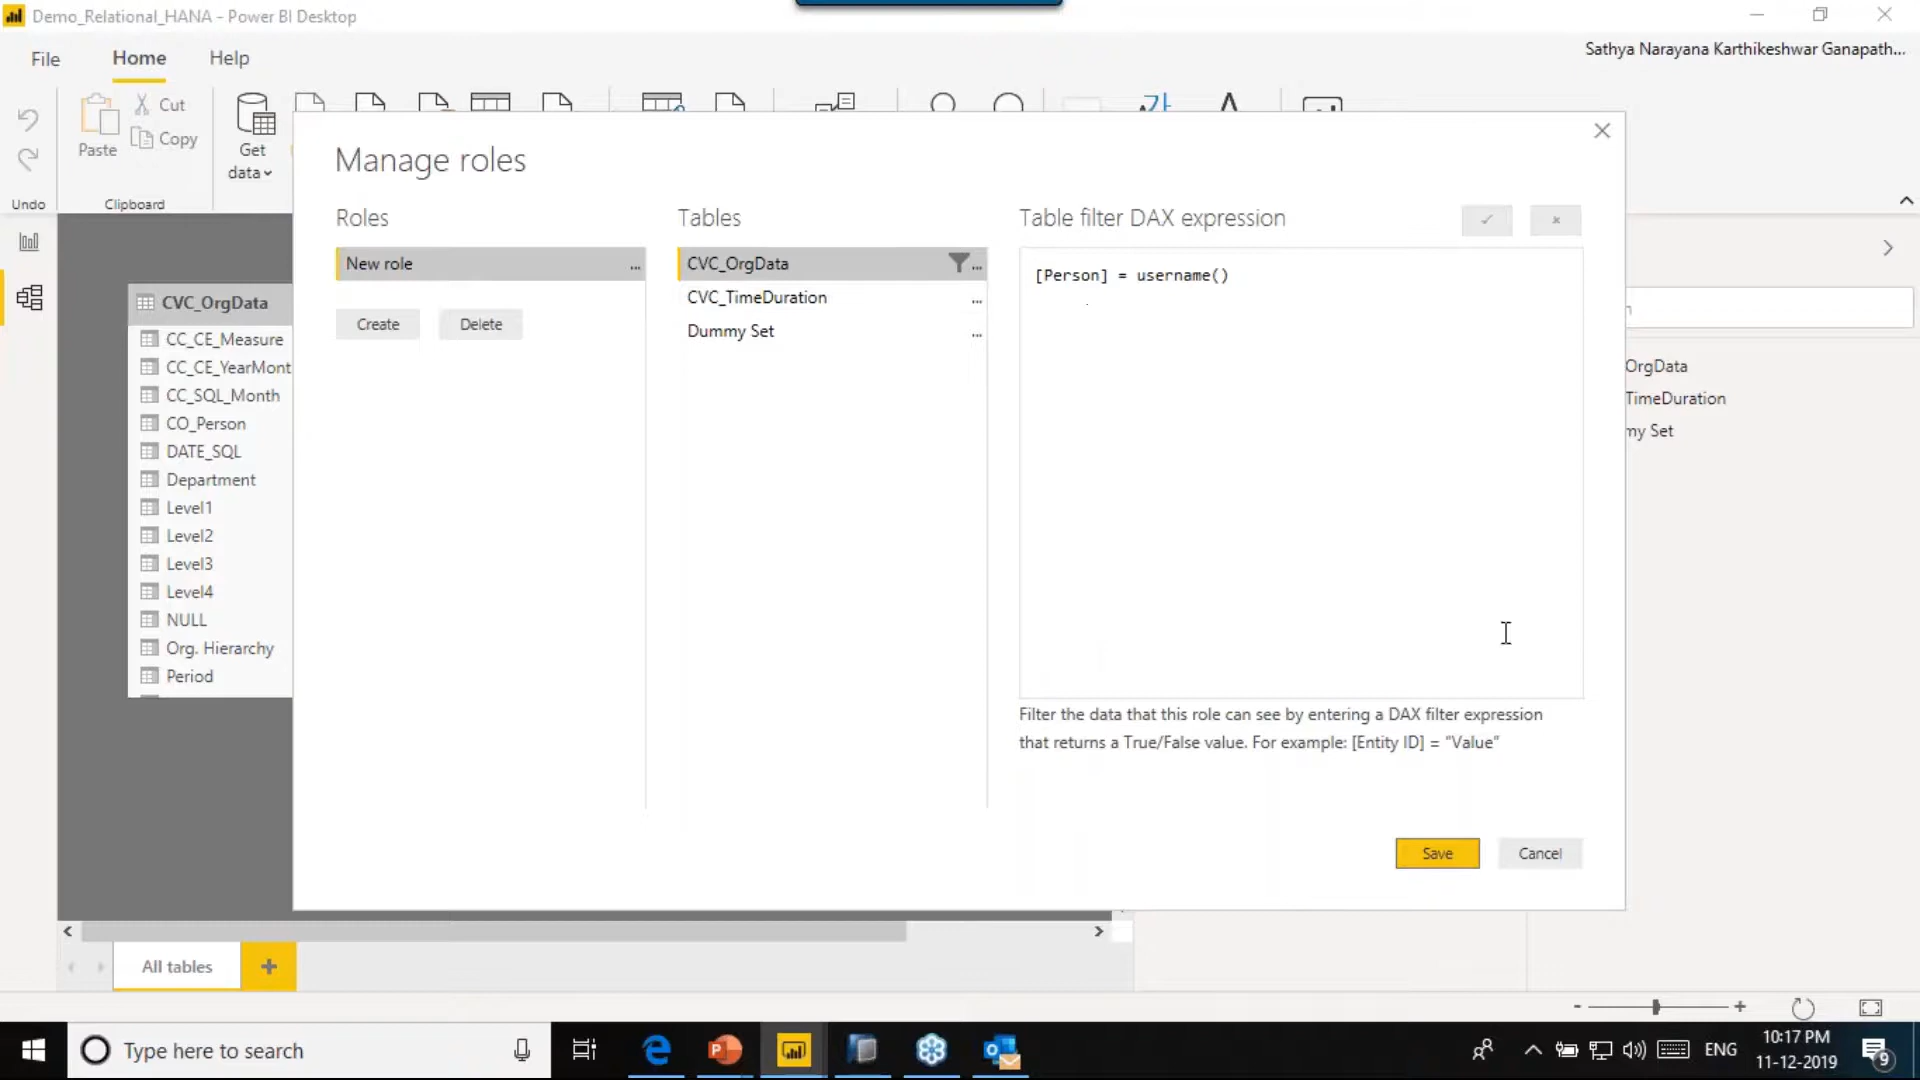 Demo_Relational_HANA - Power BI Desktop
File
Home
Help
Sathya Narayana Karthikeshwar Ganapath...
Cut
Copy
Paste
Get
data
Undo
Clipboard
Manage roles
Roles
Tables
Table filter DAX expression
New role
...
CVC_OrgData
...
CVC_TimeDuration
...
Dummy Set
...
Create
Delete
[Person] = username()
Filter the data that this role can see by entering a DAX filter expression
that returns a True/False value. For example: [Entity ID] = "Value"
Save
Cancel
CVC_OrgData
CC_CE_Measure
CC_CE_YearMont
CC_SQL_Month
CO_Person
DATE_SQL
Department
Level1
Level2
Level3
Level4
NULL
Org. Hierarchy
Period
OrgData
TimeDuration
my Set
All tables
+
- +
Type here to search
ENG
10:17 PM
11-12-2019
9